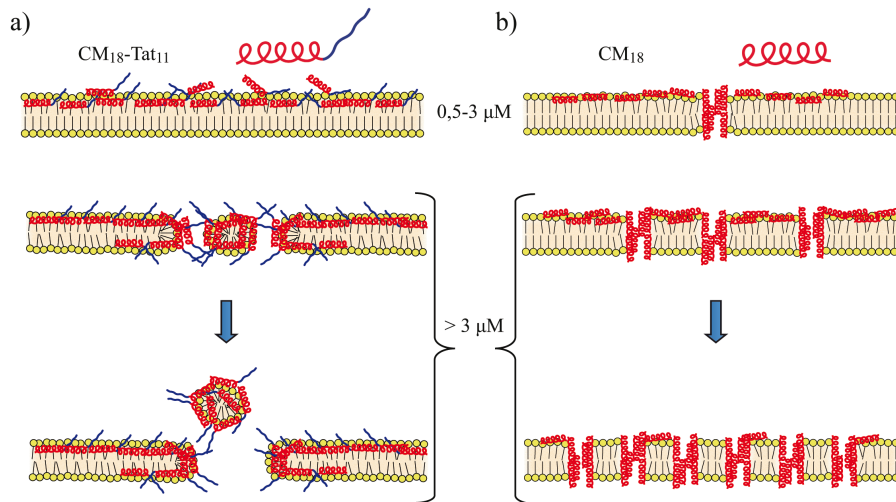 a)
CM₁₈-Tat₁₁
b)
CM₁₈
0,5-3 μM
> 3 μM